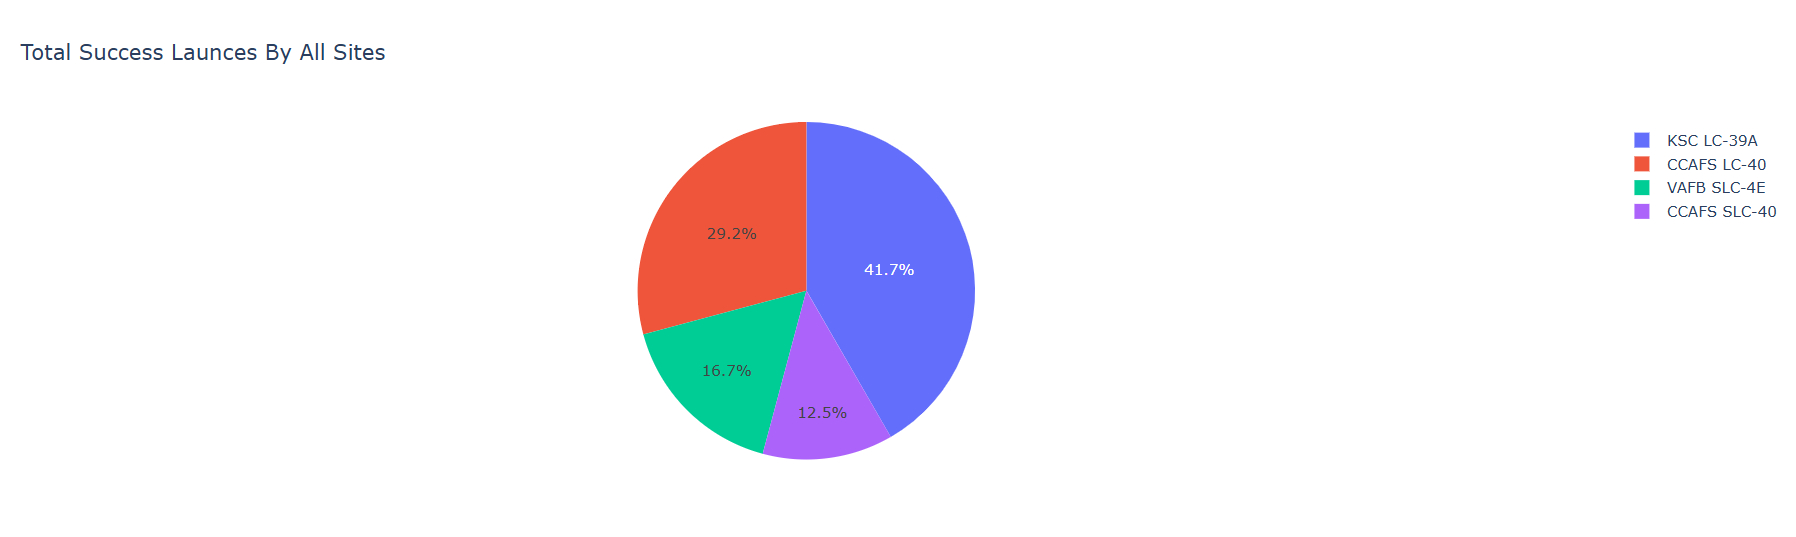 Total Success Launces By All Sites
KSC LC-39A
CCAFS LC-40
VAFB SLC-4E
CCAFS SLC-40
29.2%
41.7%
16.7%
12.5%